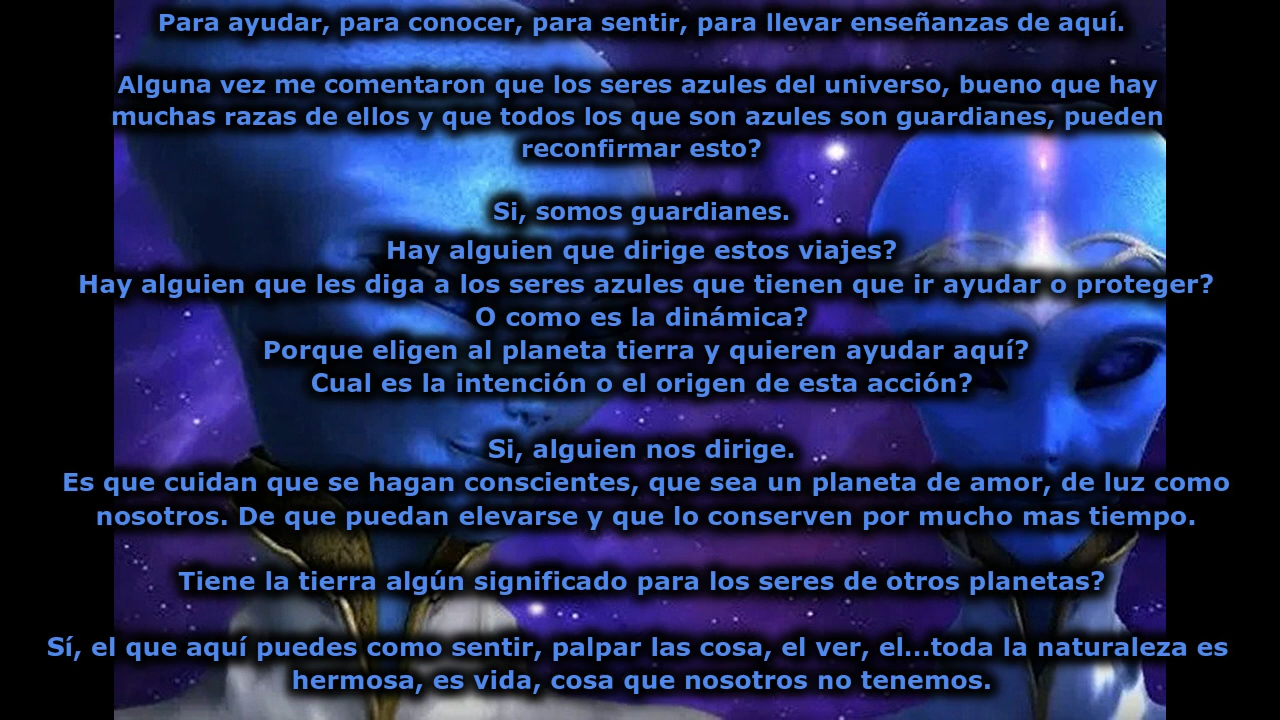 Para ayudar, para conocer, para sentir, para llevar enseñanzas de aquí.
Alguna vez me comentaron que los seres azules del universo, bueno que hay
muchas razas de ellos y que todos los que son azules son guardianes, pueden
reconfirmar esto?
Si, somos guardianes.
Hay alguien que dirige estos viajes?
Hay alguien que les diga a los seres azules que tienen que ir ayudar o proteger?
O como es la dinámica?
Porque eligen al planeta tierra y quieren ayudar aquí?
Cual es la intención o el origen de esta acción?
Si, alguien nos dirige.
Es que cuidan que se hagan conscientes, que sea un planeta de amor, de luz como
nosotros. De que puedan elevarse y que lo conserven por mucho mas tiempo.
Tiene la tierra algún significado para los seres de otros planetas?
Sí, el que aquí puedes como sentir, palpar las cosa, el ver, el...toda la naturaleza es
hermosa, es vida, cosa que nosotros no tenemos.